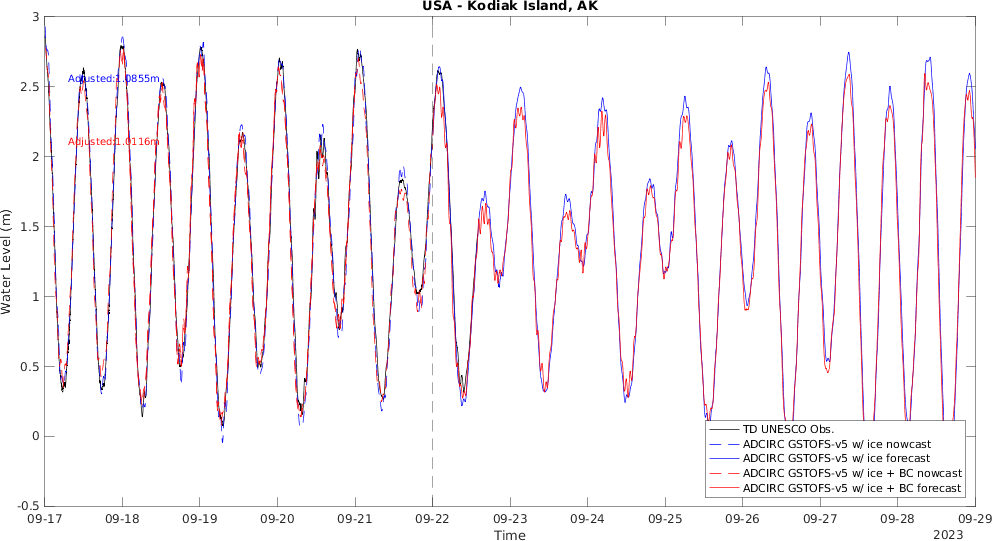 USA - Kodiak Island, AK
3
2.5
2
1.5
1
0.5
0
-0.5
Water Level (m)
Adjusted:1.0855m
Adjusted:1.0116m
TD UNESCO Obs.
ADCIRC GSTOFS-v5 w/ ice nowcast
ADCIRC GSTOFS-v5 w/ ice forecast
ADCIRC GSTOFS-v5 w/ ice + BC nowcast
ADCIRC GSTOFS-v5 w/ ice + BC forecast
09-17 09-18 09-19 09-20 09-21 09-22 09-23 09-24 09-25 09-26 09-27 09-28 09-29
Time
2023